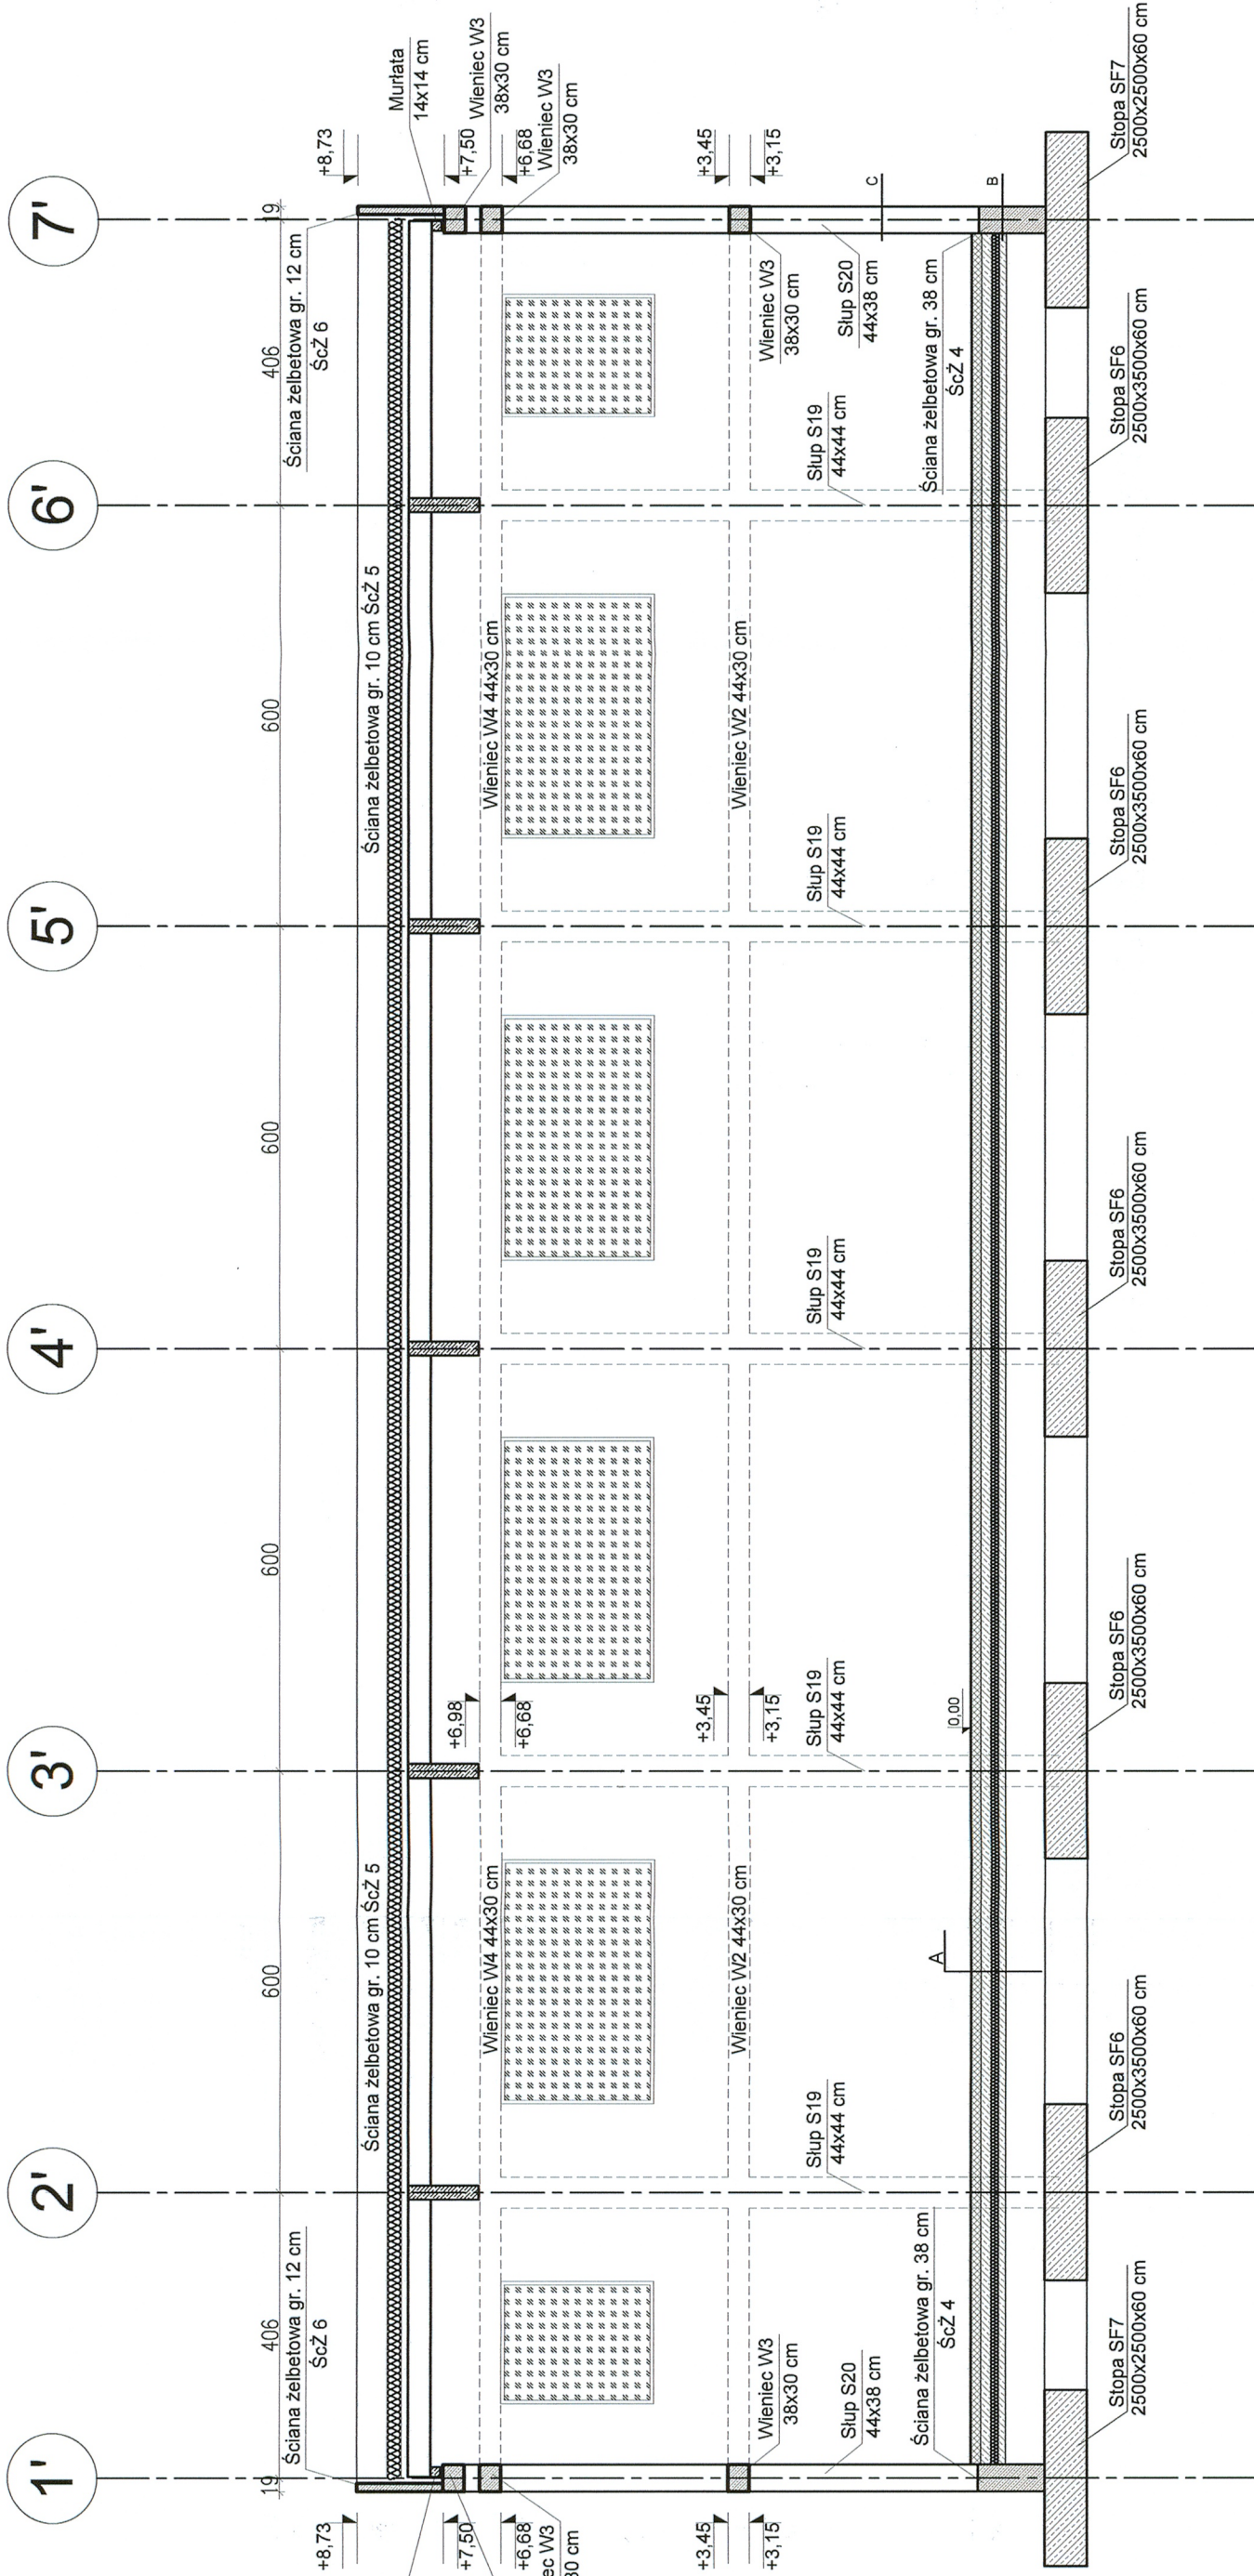 1'
2'
3'
4'
5'
6'
7'
19
406
600
600
600
600
406
19
Ściana żelbetowa gr. 12 cm
ŚcŻ 6
Ściana żelbetowa gr. 10 cm ŚcŻ 5
Ściana żelbetowa gr. 10 cm ŚcŻ 5
Ściana żelbetowa gr. 12 cm
ŚcŻ 6
+8,73
+8,73
Murłata
14x14 cm
+7,50
+7,50
Wieniec W3
38x30 cm
+6,68
+6,98
+6,68
+6,68
Wieniec W3
38x30 cm
W3
cm
Wieniec W4 44x30 cm
Wieniec W4 44x30 cm
+3,45
+3,15
+3,45
+3,15
+3,45
+3,15
Wieniec W2 44x30 cm
Wieniec W2 44x30 cm
Wieniec W3
38x30 cm
Wieniec W3
38x30 cm
Słup S20
44x38 cm
Słup S19
44x44 cm
Słup S19
44x44 cm
Słup S19
44x44 cm
Słup S19
44x44 cm
Słup S19
44x44 cm
Słup S20
44x38 cm
C
Ściana żelbetowa gr. 38 cm
ŚcŻ 4
A
0,00
Ściana żelbetowa gr. 38 cm
ŚcŻ 4
B
Stopa SF7
2500x2500x60 cm
Stopa SF6
2500x3500x60 cm
Stopa SF6
2500x3500x60 cm
Stopa SF6
2500x3500x60 cm
Stopa SF6
2500x3500x60 cm
Stopa SF6
2500x3500x60 cm
Stopa SF7
2500x2500x60 cm